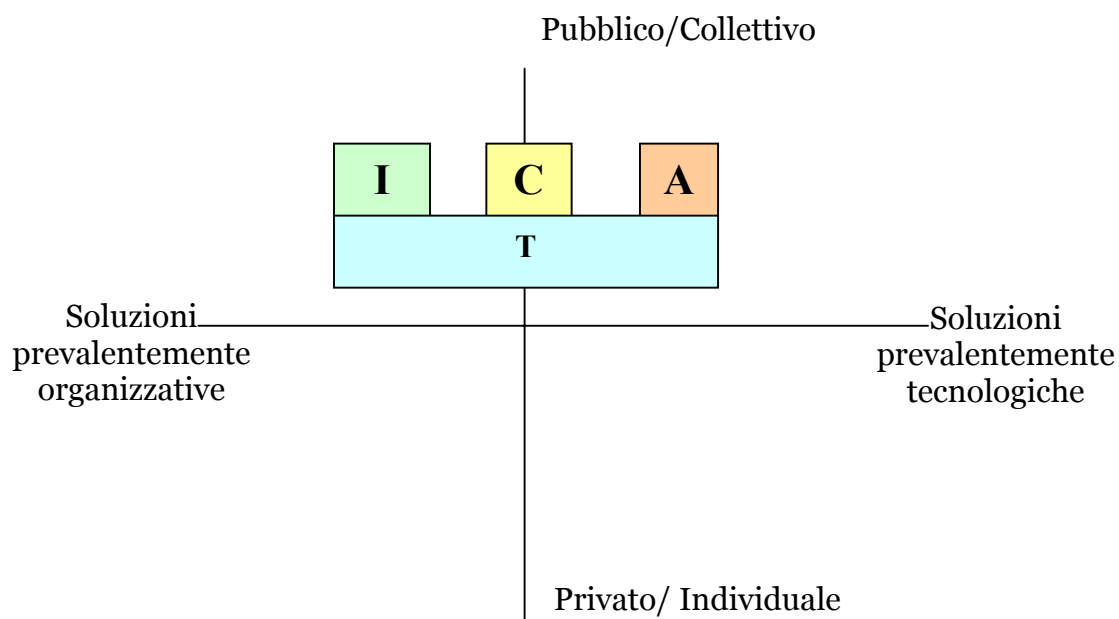 Pubblico/Collettivo
I
C
A
T
Soluzioni
prevalentemente
organizzative
Soluzioni
prevalentemente
tecnologiche
Privato/ Individuale